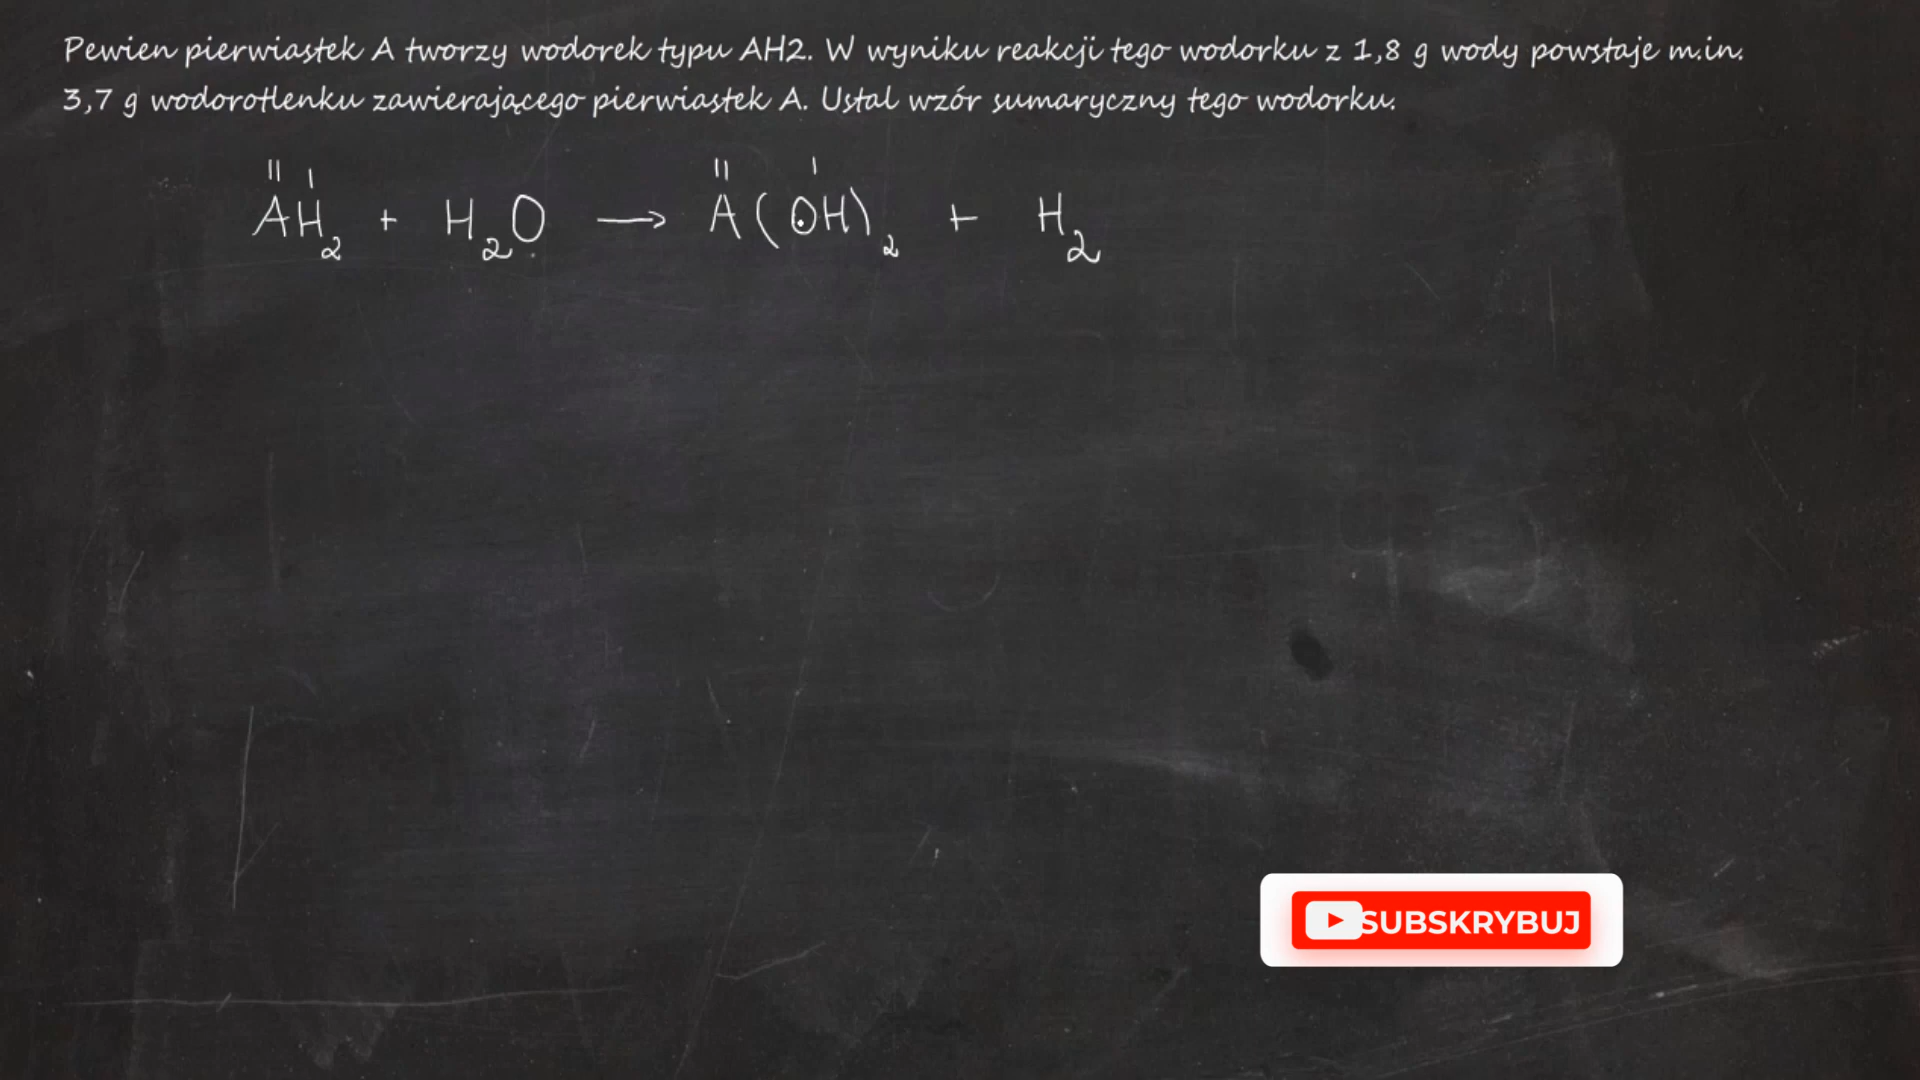 Pewien pierwiastek A tworzy wodorek typu AH2. W wyniku reakcji tego wodorku z 1,8 g wody powstaje m.in.
3,7 g wodorotlenku zawierającego pierwiastek A. Ustal wzór sumaryczny tego wodorku.
II I II I
AH₂ + H₂O → A(OH)₂ + H₂
SUBSKRYBUJ